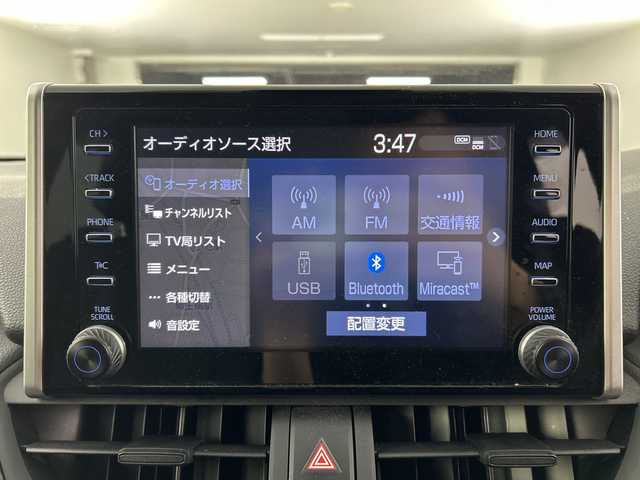 CH >
< TRACK
PHONE
T*C
TUNE
SCROLL
オーディオソース選択
3:47
DCM
DCM
オーディオ選択
チャンネルリスト
TV局リスト
メニュー
各種切替
音設定
AM
FM
交通情報
USB
Bluetooth
Miracast™
配置変更
HOME
MENU
AUDIO
MAP
POWER
VOLUME